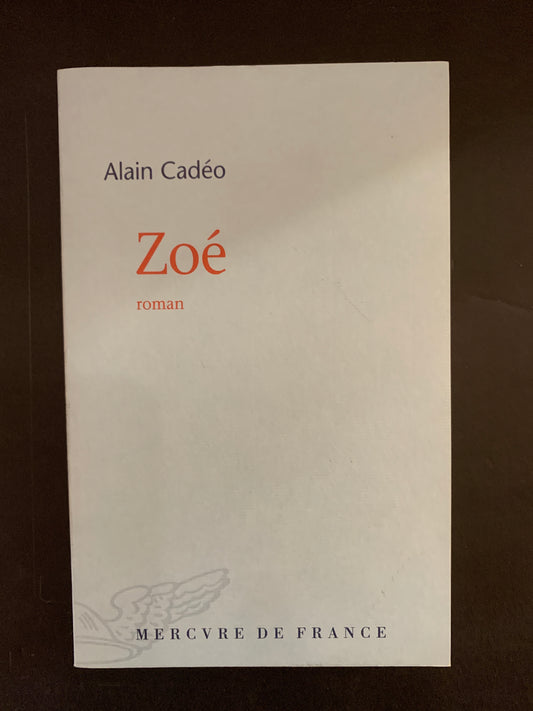 Alain Cadéo
Zoé
roman
MERCVRE DE FRANCE